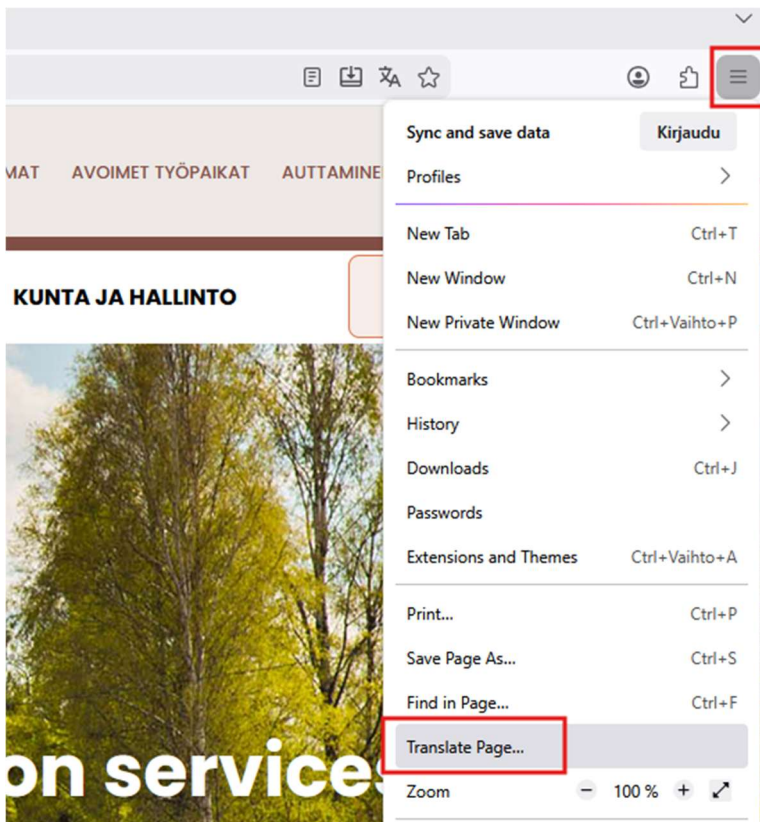 Sync and save data Kirjaudu
MAT AVOIMET TYÖPAIKAT AUTTAMINE
Profiles
New Tab Ctrl+T
New Window Ctrl+N
KUNTA JA HALLINTO
New Private Window Ctrl+Vaihto+P
Bookmarks
History
Downloads Ctrl+J
Passwords
Extensions and Themes Ctrl+Vaihto+A
Print... Ctrl+P
Save Page As... Ctrl+S
Find in Page... Ctrl+F
Translate Page...
on services
Zoom − 100 % +